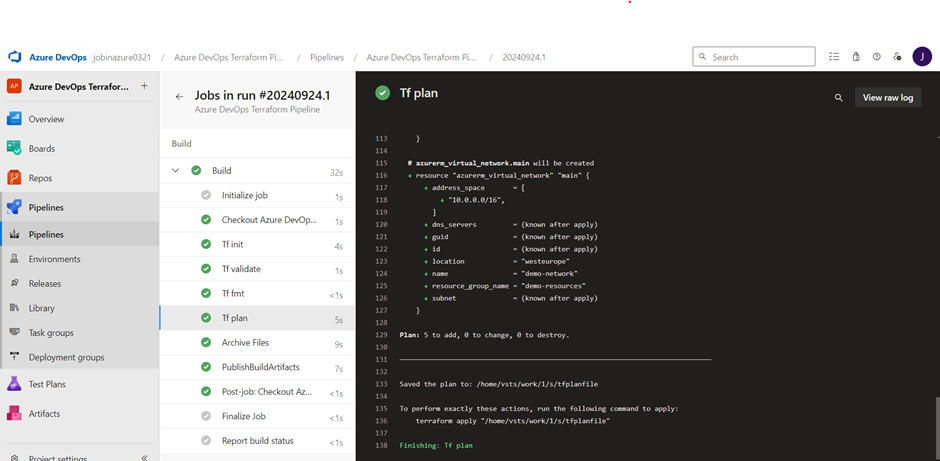 Azure DevOps jobinazure0321 / Azure DevOps Terraform Pi... / Pipelines / Azure DevOps Terraform Pi... / 20240924.1
Search
J
AP Azure DevOps Terrafor... +
Overview
Boards
Repos
Pipelines
Pipelines
Environments
Releases
Library
Task groups
Deployment groups
Test Plans
Artifacts
Project settings
Jobs in run #20240924.1
Azure DevOps Terraform Pipeline
Build
Build 32s
Initialize job 1s
Checkout Azure DevOp... 1s
Tf init 4s
Tf validate 1s
Tf fmt <1s
Tf plan 5s
Archive Files 9s
PublishBuildArtifacts 7s
Post-job: Checkout Az... <1s
Finalize Job <1s
Report build status <1s
Tf plan
View raw log
113 }
114
115 # azurerm_virtual_network.main will be created
116 + resource "azurerm_virtual_network" "main" {
117 + address_space = [
118 + "10.0.0.0/16",
119 ]
120 + dns_servers = (known after apply)
121 + guid = (known after apply)
122 + id = (known after apply)
123 + location = "westeurope"
124 + name = "demo-network"
125 + resource_group_name = "demo-resources"
126 + subnet = (known after apply)
127 }
128
129 Plan: 5 to add, 0 to change, 0 to destroy.
130
131
132
133 Saved the plan to: /home/vsts/work/1/s/tfplanfile
134
135 To perform exactly these actions, run the following command to apply:
136 terraform apply "/home/vsts/work/1/s/tfplanfile"
137
138 Finishing: Tf plan